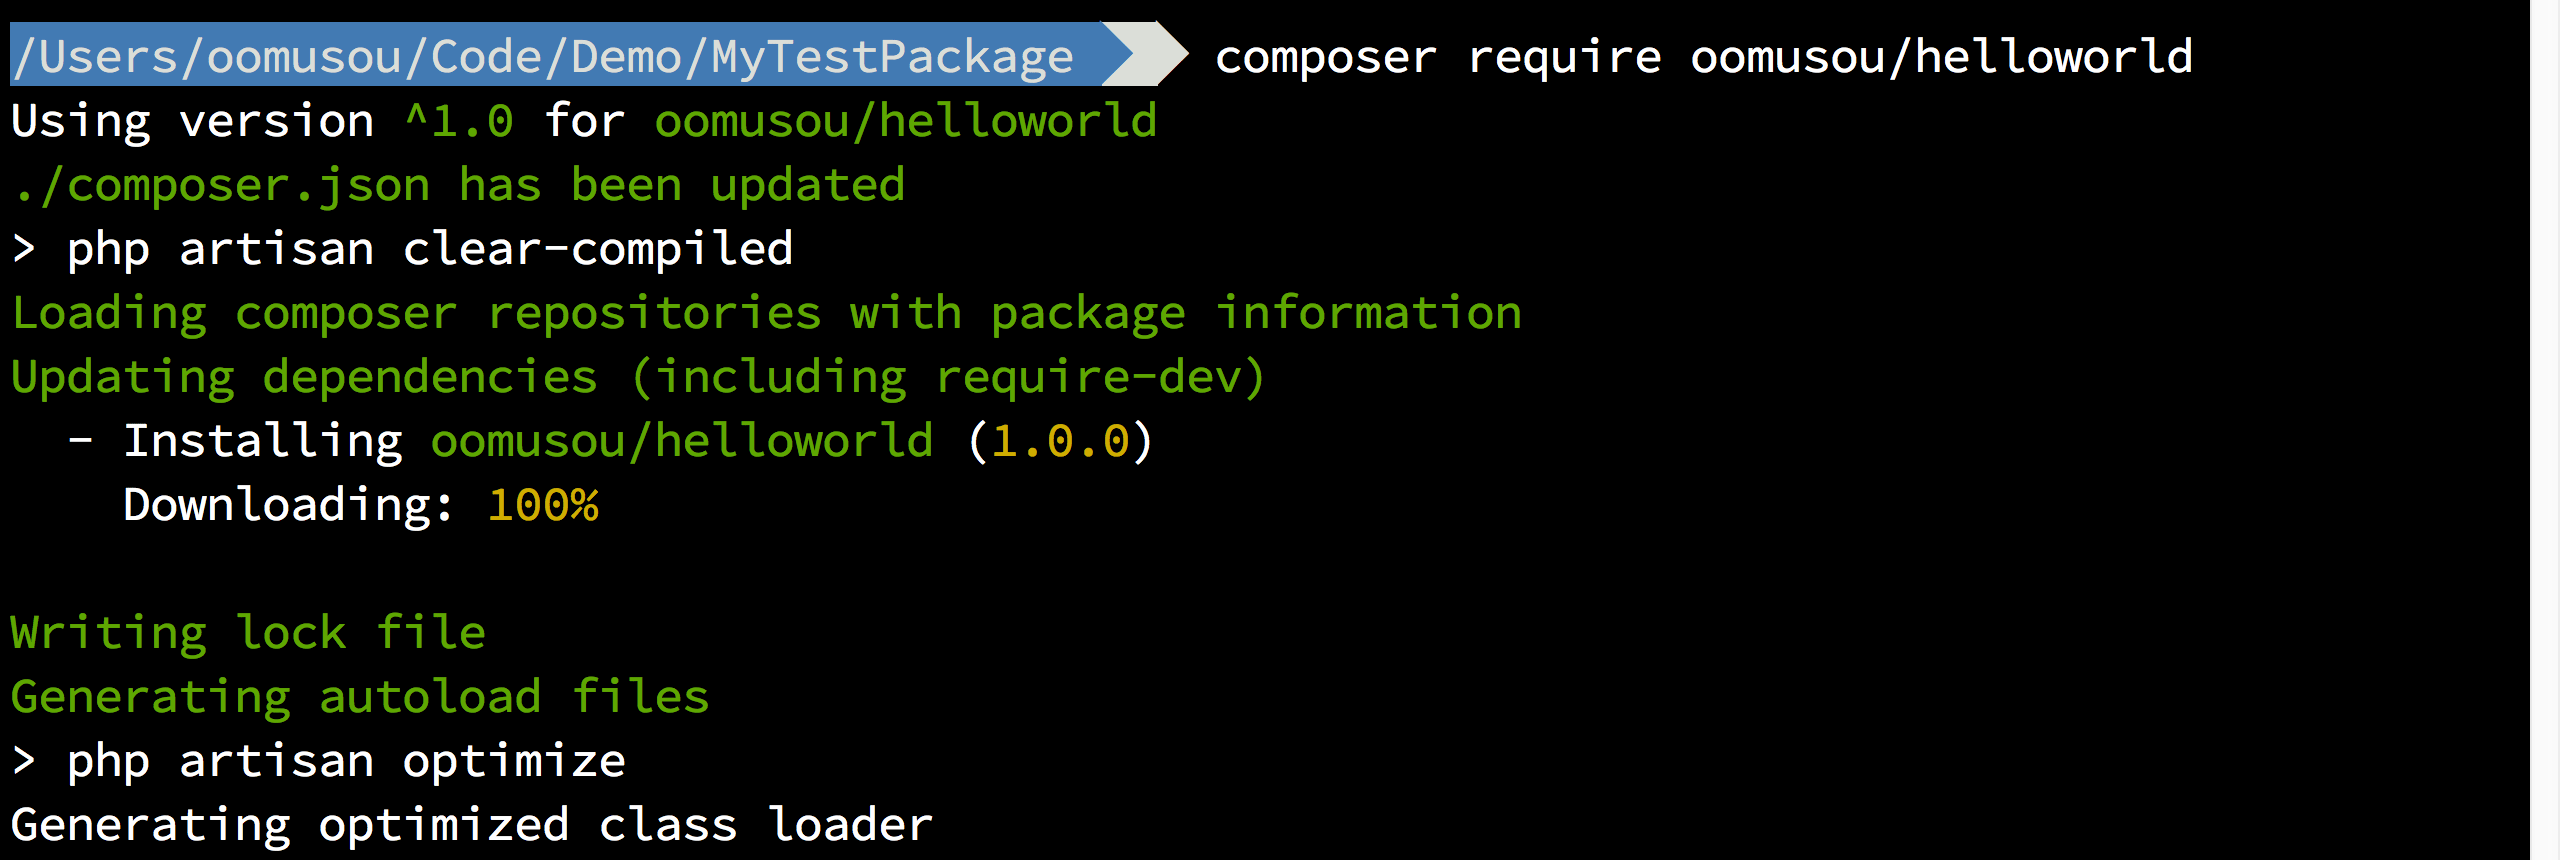 /Users/oomusou/Code/Demo/MyTestPackage composer require oomusou/helloworld
Using version ^1.0 for oomusou/helloworld
./composer.json has been updated
> php artisan clear-compiled
Loading composer repositories with package information
Updating dependencies (including require-dev)
  - Installing oomusou/helloworld (1.0.0)
    Downloading: 100%
Writing lock file
Generating autoload files
> php artisan optimize
Generating optimized class loader